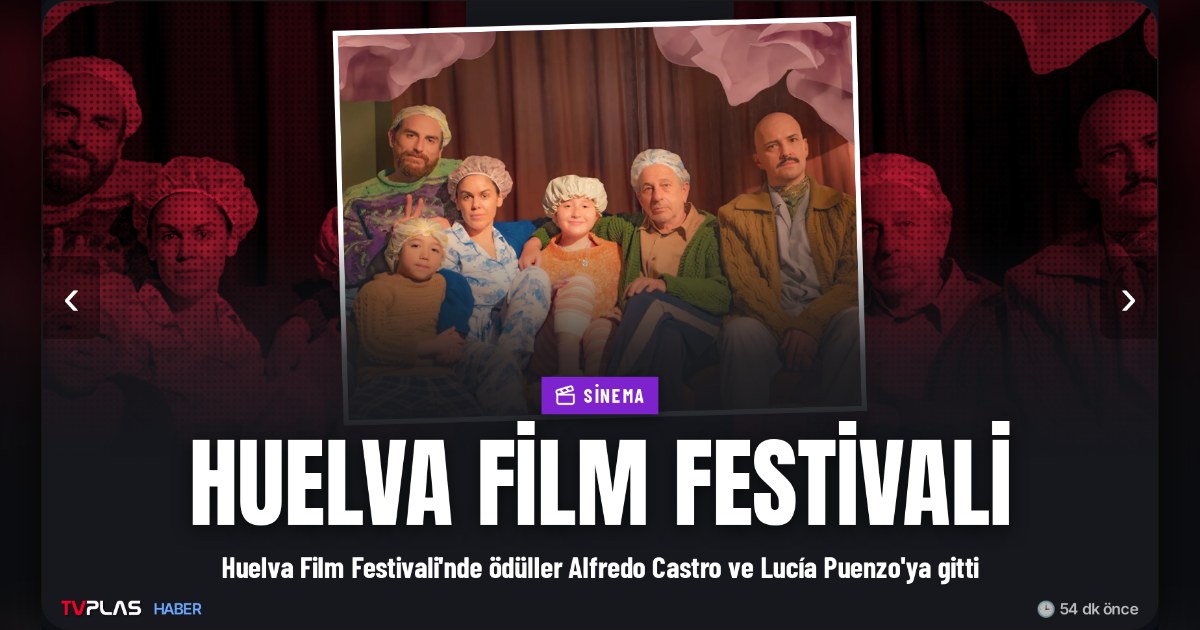 SİNEMA
HUELVA FİLM FESTİVALİ
Huelva Film Festivali'nde ödüller Alfredo Castro ve Lucía Puenzo'ya gitti
TVPLAS HABER
54 dk önce